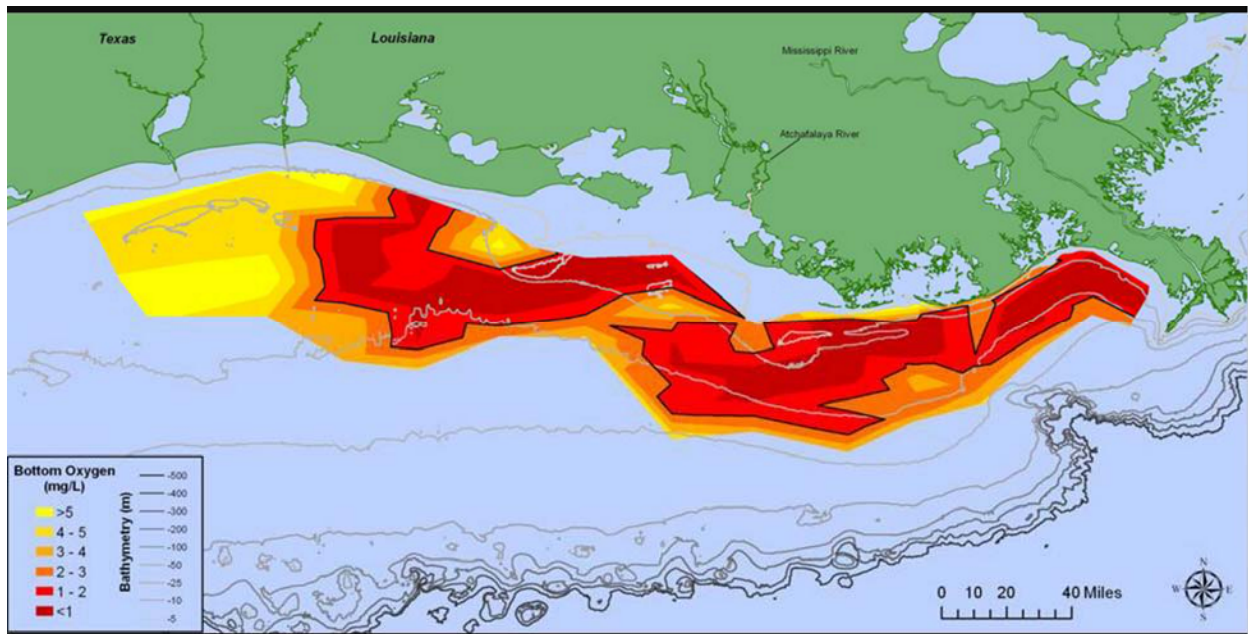 Texas
Louisiana
Mississippi River
Atchafalaya River
Bottom Oxygen
(mg/L)
>5
4 - 5
3 - 4
2 - 3
1 - 2
<1
Bathymetry (m)
-500
-400
-300
-200
-100
-50
-25
-10
-5
0 10 20 40 Miles
N
W E
S